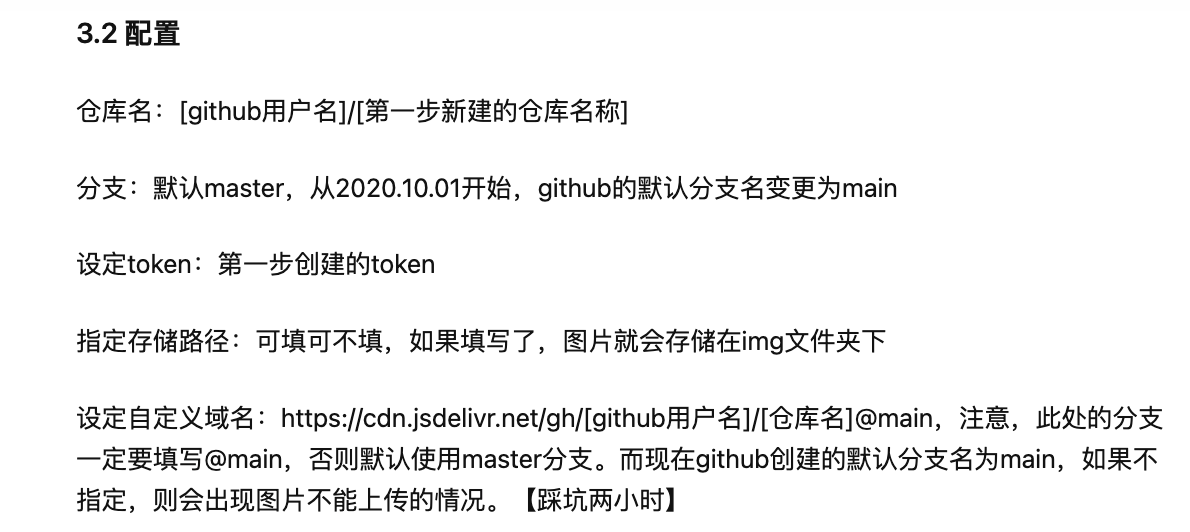 3.2 配置
仓库名：[github用户名]/[第一步新建的仓库名称]
分支：默认master，从2020.10.01开始，github的默认分支名变更为main
设定token：第一步创建的token
指定存储路径：可填可不填，如果填写了，图片就会存储在img文件夹下
设定自定义域名：https://cdn.jsdelivr.net/gh/[github用户名]/[仓库名]@main，注意，此处的分支
一定要填写@main，否则默认使用master分支。而现在github创建的默认分支名为main，如果不
指定，则会出现图片不能上传的情况。【踩坑两小时】